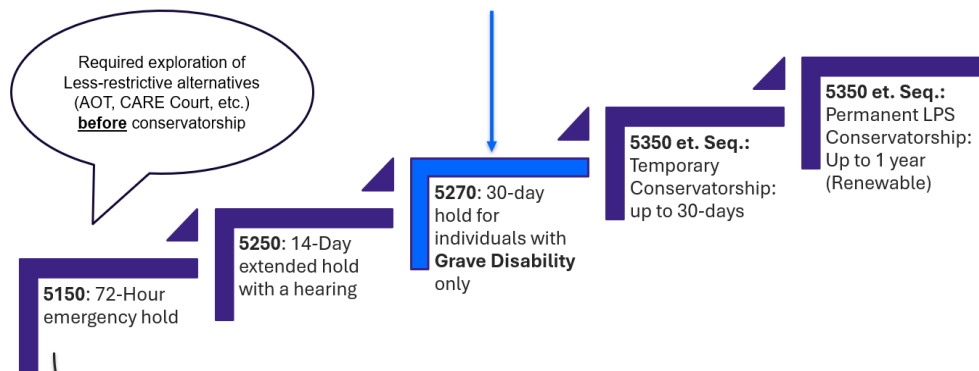 Required exploration of
Less-restrictive alternatives
(AOT, CARE Court, etc.)
before conservatorship
5150: 72-Hour
emergency hold
5250: 14-Day
extended hold
with a hearing
5270: 30-day
hold for
individuals with
Grave Disability
only
5350 et. Seq.:
Temporary
Conservatorship:
up to 30-days
5350 et. Seq.:
Permanent LPS
Conservatorship:
Up to 1 year
(Renewable)